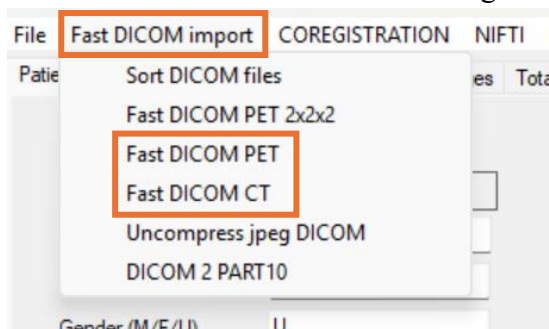 File Fast DICOM import COREGISTRATION NIFTI
Sort DICOM files
Fast DICOM PET 2x2x2
Fast DICOM PET
Fast DICOM CT
Uncompress jpeg DICOM
DICOM 2 PART10
Gender (M/F/U) U